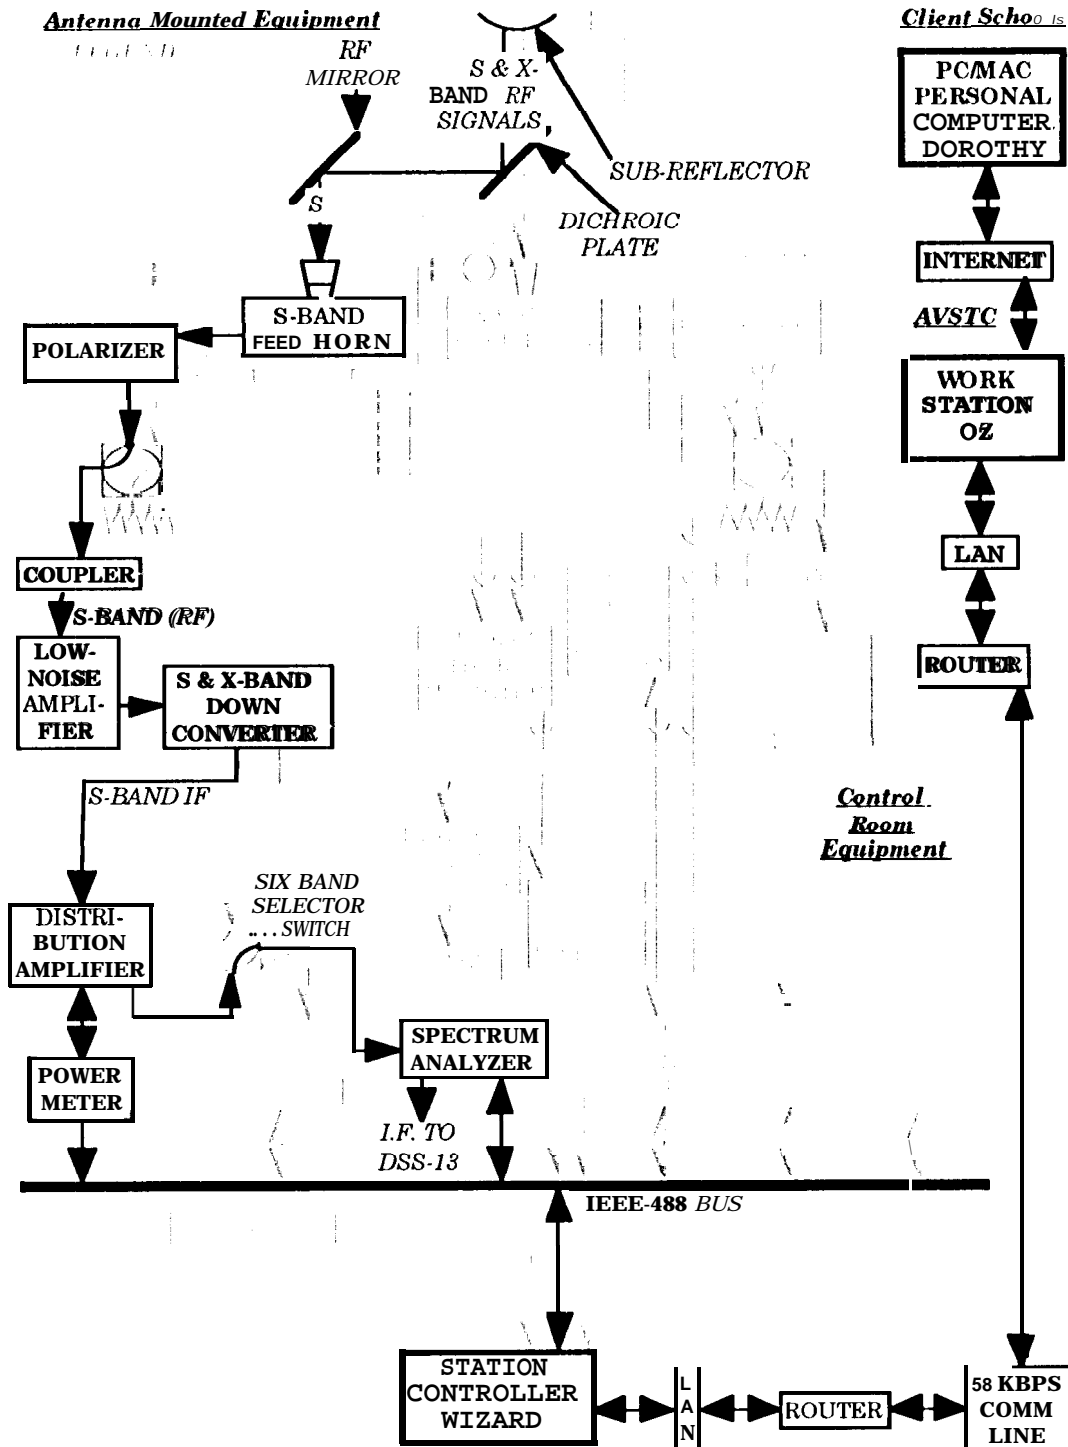 Antenna Mounted Equipment
RF
MIRROR
S & X-
BAND RF
SIGNALS
SUB-REFLECTOR
DICHROIC
PLATE
S
S-BAND
FEED HORN
POLARIZER
COUPLER
S-BAND (RF)
LOW-
NOISE
AMPLI-
FIER
S & X-BAND
DOWN
CONVERTER
S-BAND IF
DISTRI-
BUTION
AMPLIFIER
SIX BAND
SELECTOR
.... SWITCH
POWER
METER
SPECTRUM
ANALYZER
I.F. TO
DSS-13
IEEE-488 BUS
STATION
CONTROLLER
WIZARD
L
A
N
ROUTER
58 KBPS
COMM
LINE
Client Scho o ls
PC/MAC
PERSONAL
COMPUTER.
DOROTHY
INTERNET
AVSTC
WORK
STATION
OZ
LAN
ROUTER
Control
Room
Equipment